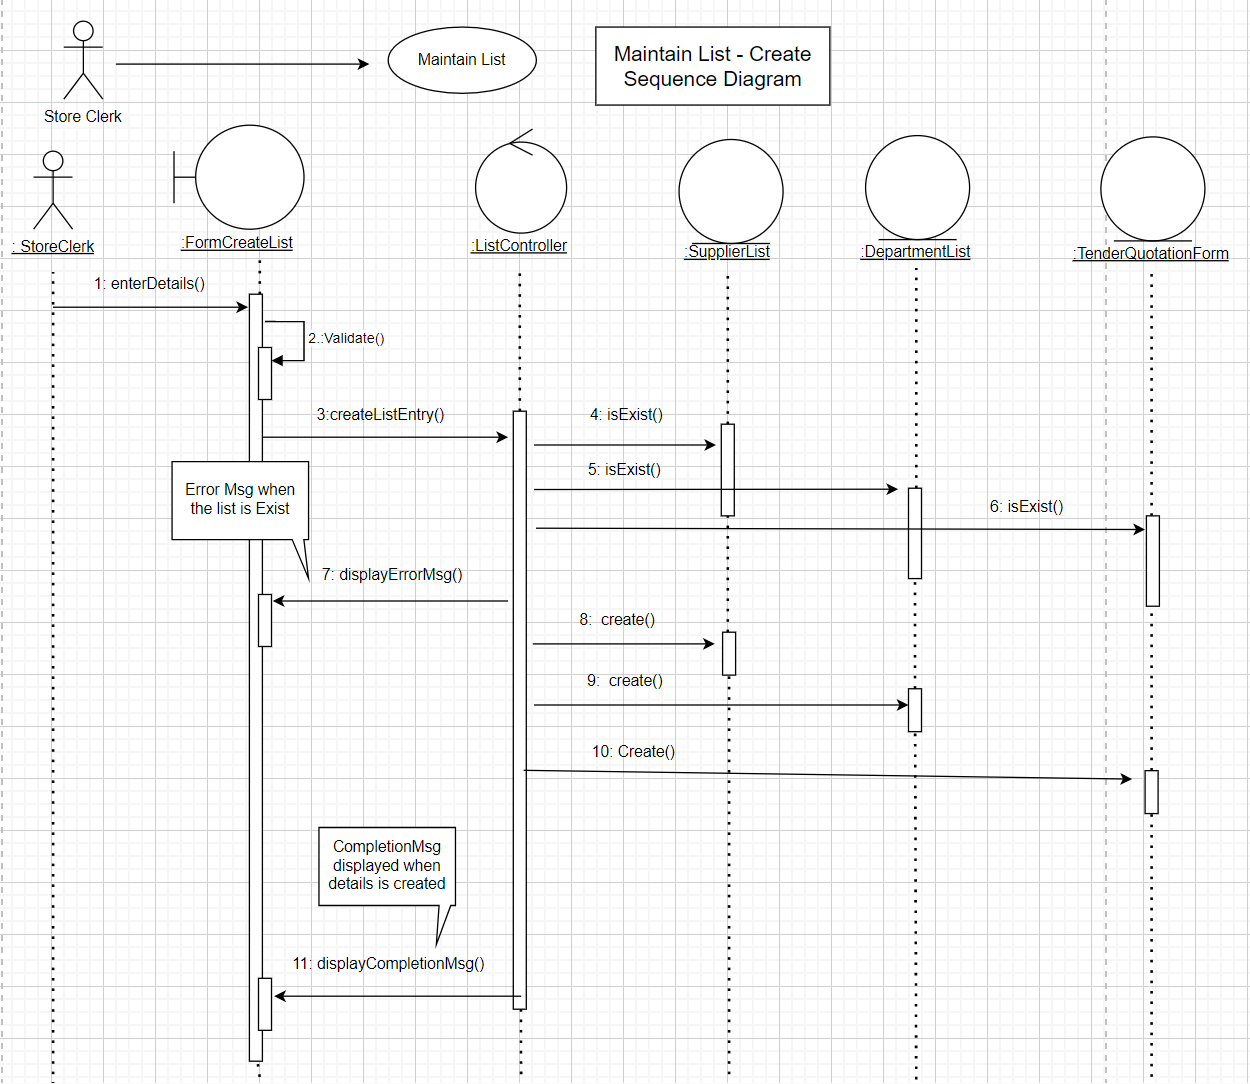 Maintain List
Maintain List - Create
Sequence Diagram
Store Clerk
: StoreClerk
:FormCreateList
:ListController
:SupplierList
:DepartmentList
:TenderQuotationForm
1: enterDetails()
2.:Validate()
3:createListEntry()
4: isExist()
5: isExist()
6: isExist()
Error Msg when
the list is Exist
7: displayErrorMsg()
8:  create()
9:  create()
10: Create()
CompletionMsg
displayed when
details is created
11: displayCompletionMsg()